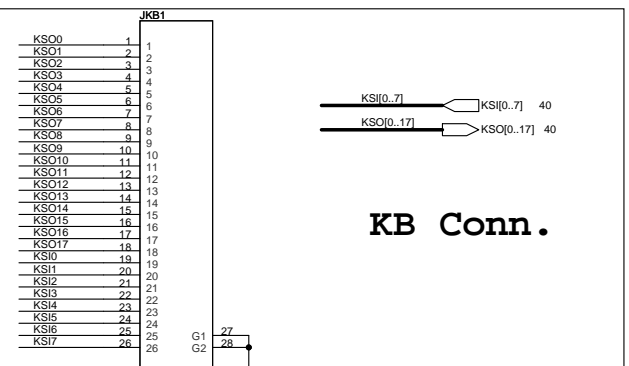 JKB1
KSO0 1 1
KSO1 2 2
KSO2 3 3
KSO3 4 4
KSO4 5 5
KSO5 6 6
KSO6 7 7
KSO7 8 8
KSO8 9 9
KSO9 10 10
KSO10 11 11
KSO11 12 12
KSO12 13 13
KSO13 14 14
KSO14 15 15
KSO15 16 16
KSO16 17 17
KSO17 18 18
KSI0 19 19
KSI1 20 20
KSI2 21 21
KSI3 22 22
KSI4 23 23
KSI5 24 24
KSI6 25 25 G1 27
KSI7 26 26 G2 28
KSI[0..7] KSI[0..7] 40
KSO[0..17] KSO[0..17] 40
KB Conn.